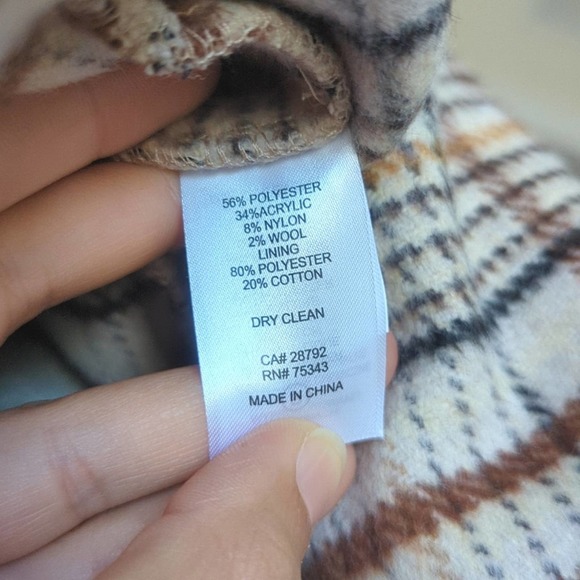 56% POLYESTER
34%ACRYLIC
8% NYLON
2% WOOL
LINING
80% POLYESTER
20% COTTON
DRY CLEAN
CA# 28792
RN# 75343
MADE IN CHINA